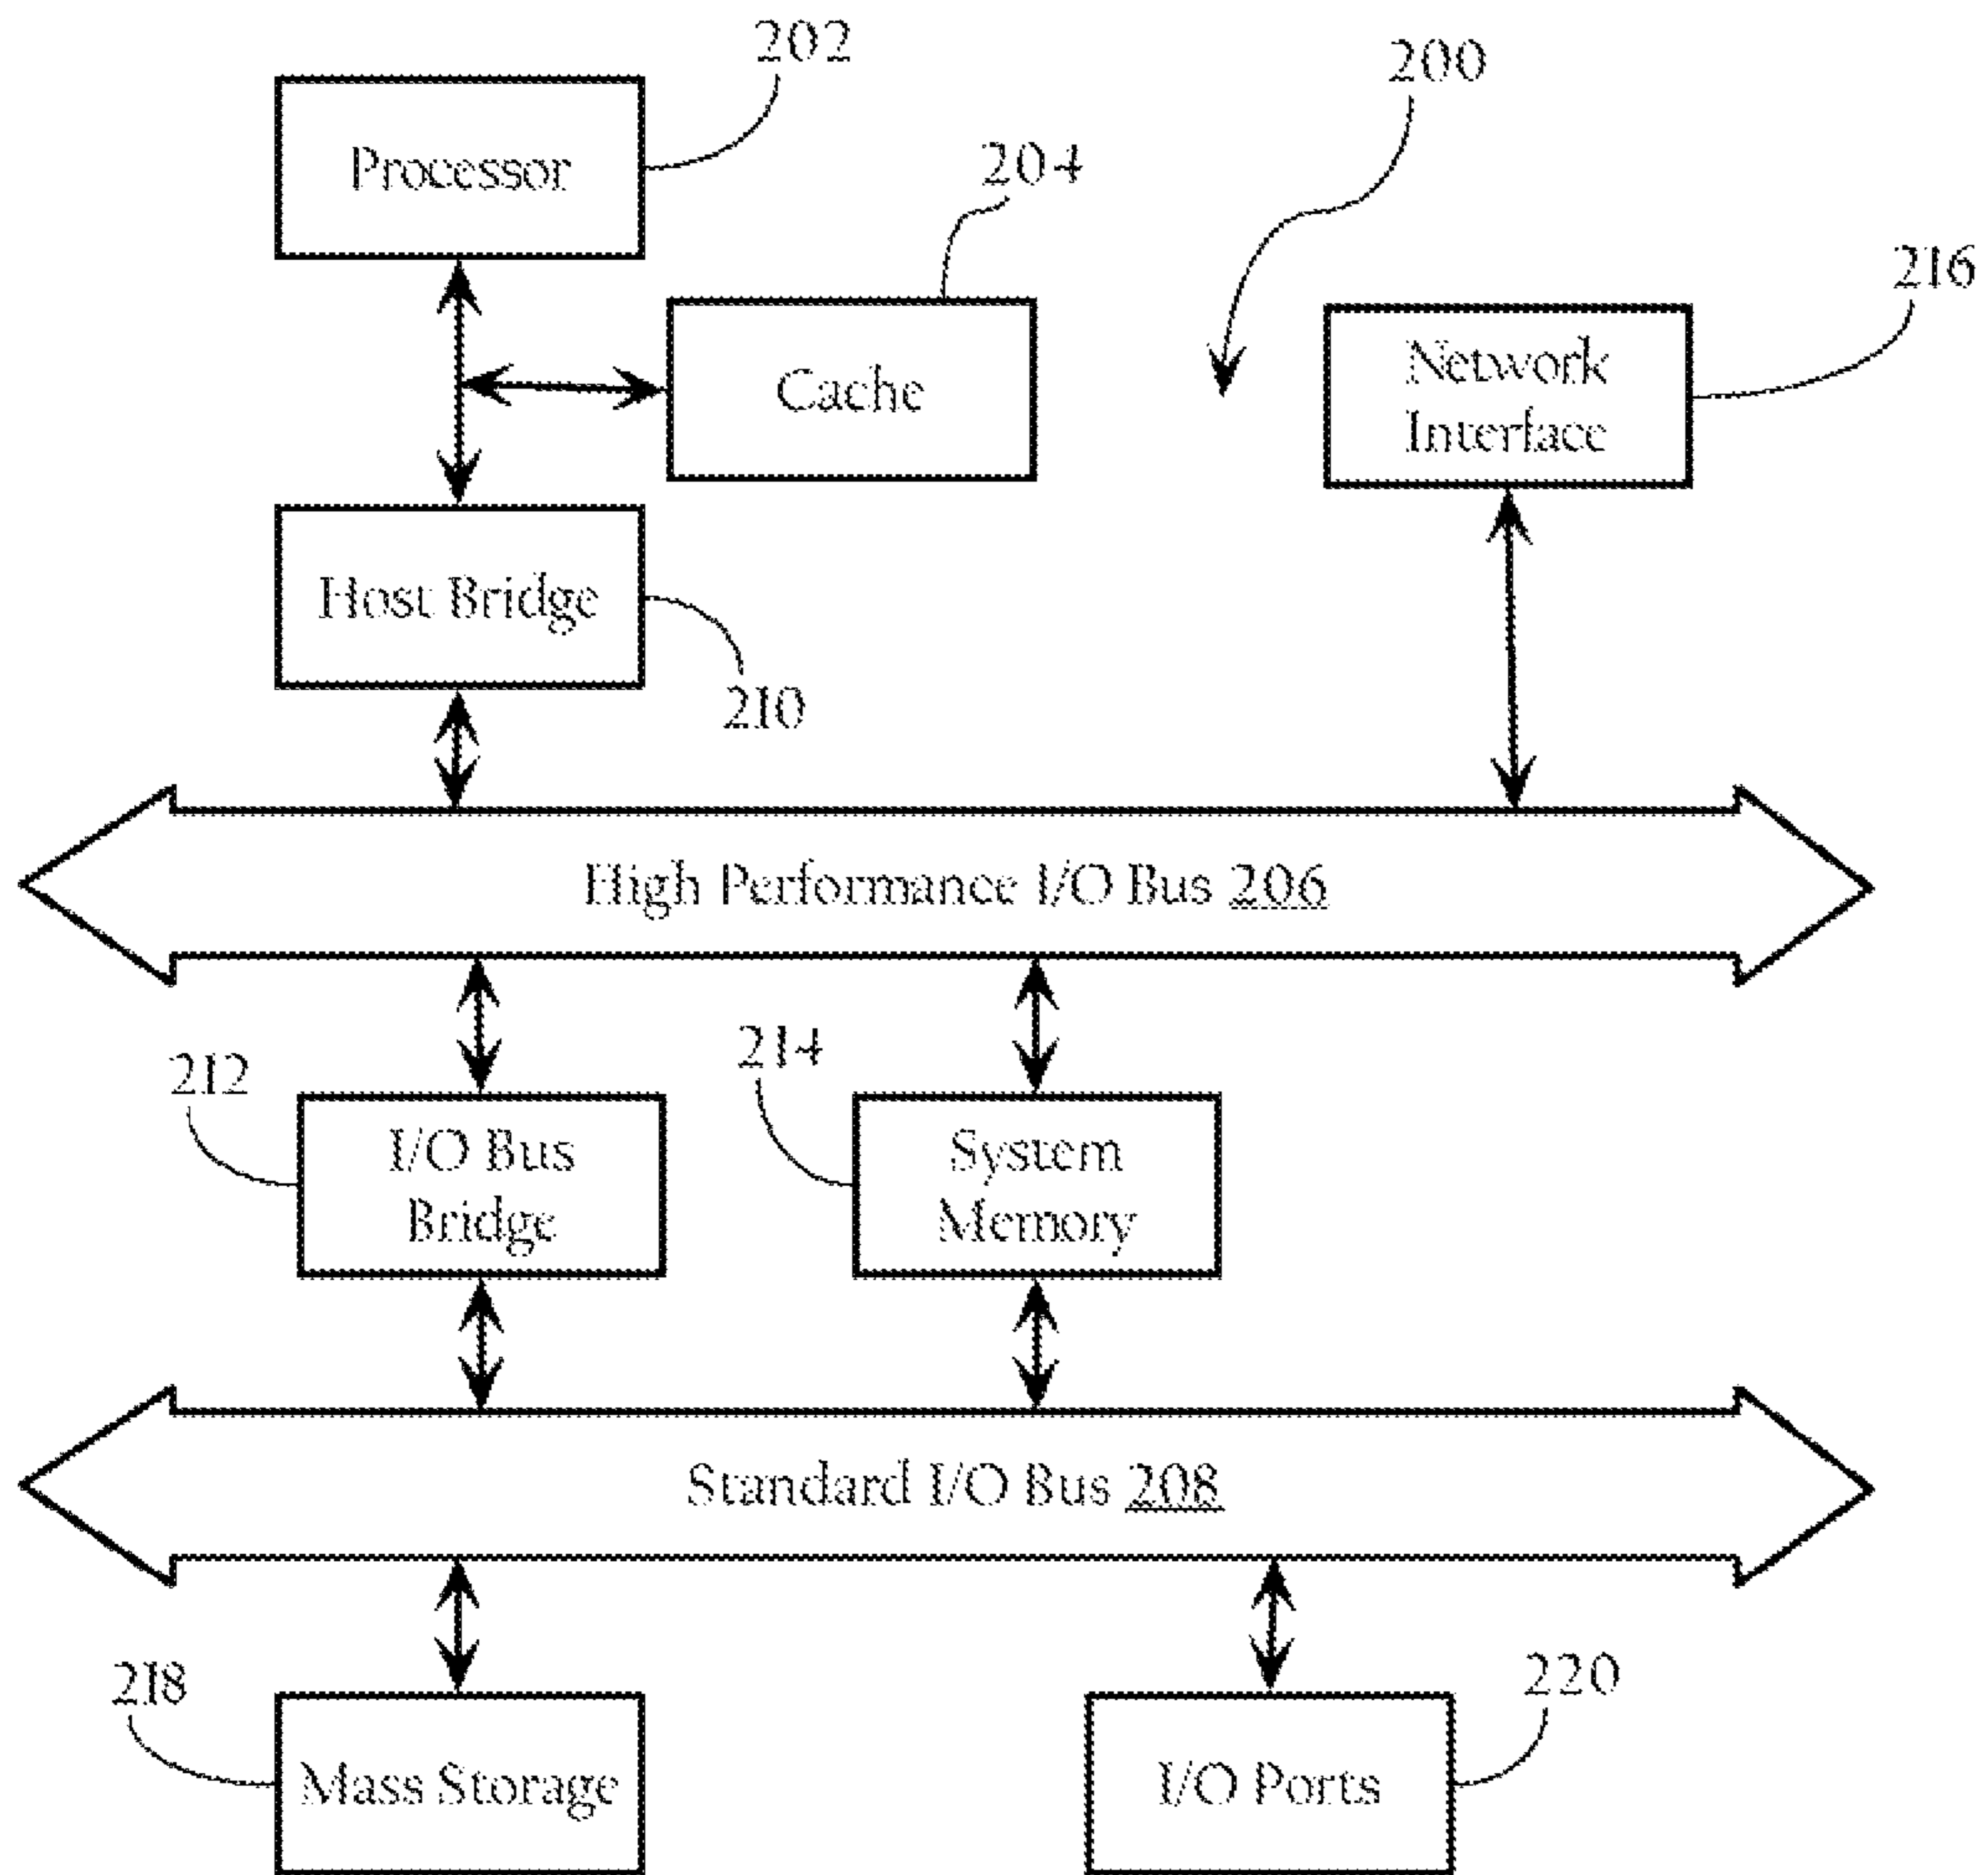 202
200
Processor
204
216
Network
Interface
Cache
Host Bridge
210
High Performance I/O Bus 206
212
214
I/O Bus
Bridge
System
Memory
Standard I/O Bus 208
218
220
Mass Storage
I/O Ports